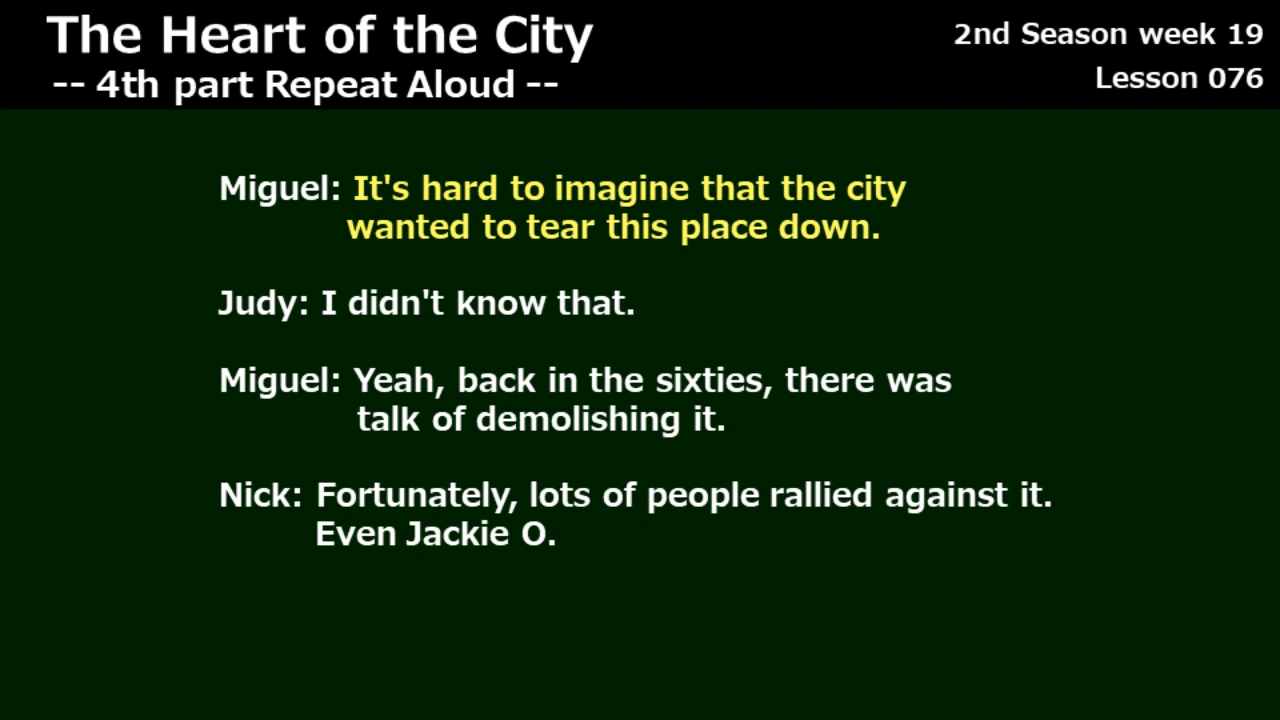 The Heart of the City
-- 4th part Repeat Aloud --
2nd Season week 19
Lesson 076
Miguel: It's hard to imagine that the city
wanted to tear this place down.
Judy: I didn't know that.
Miguel: Yeah, back in the sixties, there was
talk of demolishing it.
Nick: Fortunately, lots of people rallied against it.
Even Jackie O.